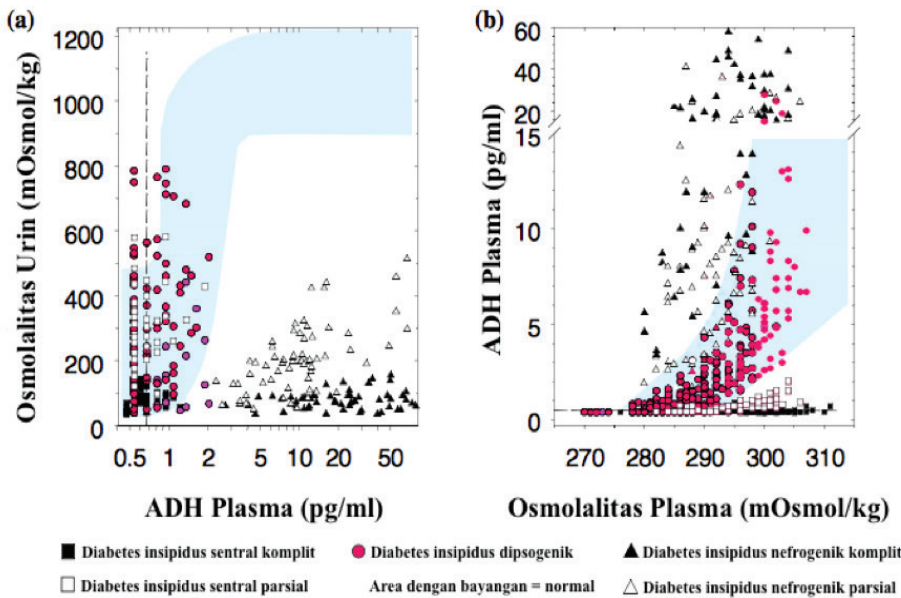 (a)
(b)
Osmolalitas Urin (mOsmol/kg)
1200
1000
800
600
400
200
0
0.5 1 2 5 10 20 50
ADH Plasma (pg/ml)
ADH Plasma (pg/ml)
60
40
20
15
10
5
0
270 280 290 300 310
Osmolalitas Plasma (mOsmol/kg)
Diabetes insipidus sentral komplit
Diabetes insipidus dipsogenik
Diabetes insipidus nefrogenik komplit
Diabetes insipidus sentral parsial
Area dengan bayangan = normal
Diabetes insipidus nefrogenik parsial